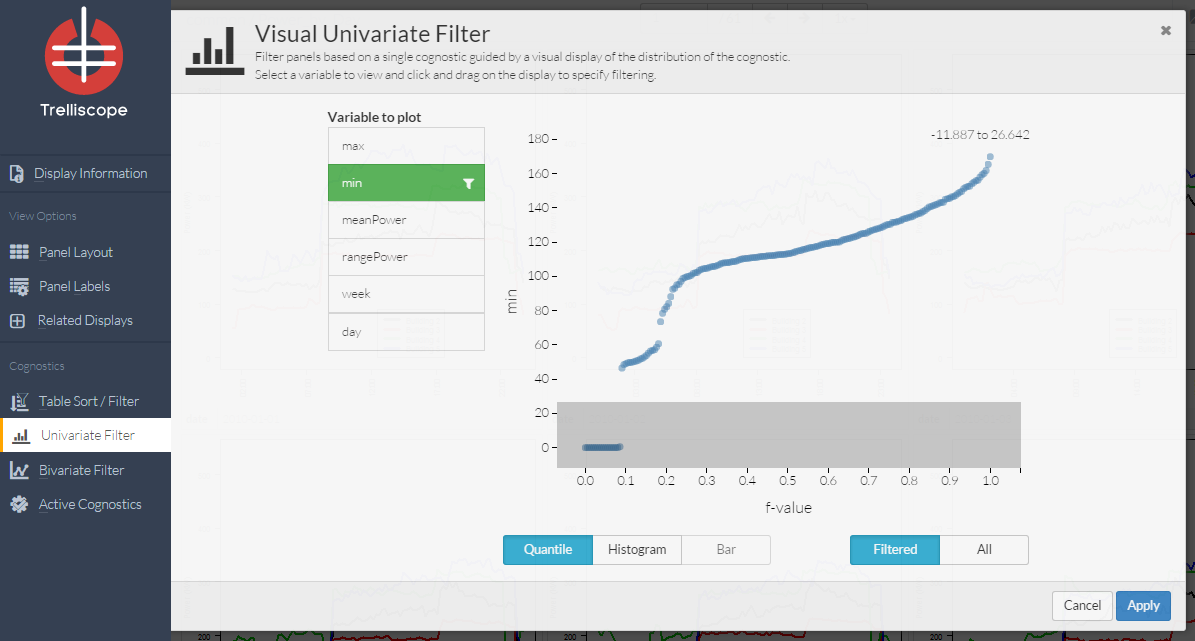 Trelliscope
Display Information
View Options
Panel Layout
Panel Labels
Related Displays
Cognostics
Table Sort / Filter
Univariate Filter
Bivariate Filter
Active Cognostics
Visual Univariate Filter
Filter panels based on a single cognostic guided by a visual display of the distribution of the cognostic.
Select a variable to view and click and drag on the display to specify filtering.
Variable to plot
max
min
meanPower
rangePower
week
day
-11.887 to 26.642
180
160
140
120
100
80
60
40
20
0
min
0.0 0.1 0.2 0.3 0.4 0.5 0.6 0.7 0.8 0.9 1.0
f-value
Quantile Histogram Bar
Filtered All
Cancel Apply
200 200 200